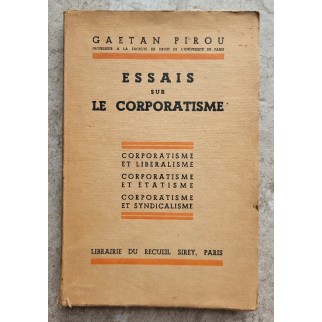 GAETAN PIROU
PROFESSEUR A LA FACULTÉ DE DROIT DE L'UNIVERSITÉ DE PARIS
ESSAIS
SUR
LE CORPORATISME
CORPORATISME
ET LIBÉRALISME
CORPORATISME
ET ÉTATISME
CORPORATISME
ET SYNDICALISME
LIBRAIRIE DU RECUEIL SIREY, PARIS